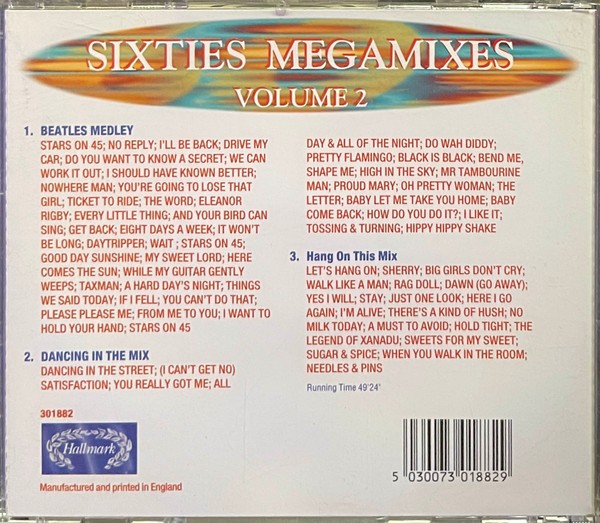 SIXTIES MEGAMIXES
VOLUME 2
1. BEATLES MEDLEY
STARS ON 45; NO REPLY; I'LL BE BACK; DRIVE MY
CAR; DO YOU WANT TO KNOW A SECRET; WE CAN
WORK IT OUT; I SHOULD HAVE KNOWN BETTER;
NOWHERE MAN; YOU'RE GOING TO LOSE THAT
GIRL; TICKET TO RIDE; THE WORD; ELEANOR
RIGBY; EVERY LITTLE THING; AND YOUR BIRD CAN
SING; GET BACK; EIGHT DAYS A WEEK; IT WON'T
BE LONG; DAYTRIPPER; WAIT ; STARS ON 45;
GOOD DAY SUNSHINE; MY SWEET LORD; HERE
COMES THE SUN; WHILE MY GUITAR GENTLY
WEEPS; TAXMAN; A HARD DAY'S NIGHT; THINGS
WE SAID TODAY; IF I FELL; YOU CAN'T DO THAT;
PLEASE PLEASE ME; FROM ME TO YOU; I WANT TO
HOLD YOUR HAND; STARS ON 45
2. DANCING IN THE MIX
DANCING IN THE STREET; (I CAN'T GET NO)
SATISFACTION; YOU REALLY GOT ME; ALL
DAY & ALL OF THE NIGHT; DO WAH DIDDY;
PRETTY FLAMINGO; BLACK IS BLACK; BEND ME,
SHAPE ME; HIGH IN THE SKY; MR TAMBOURINE
MAN; PROUD MARY; OH PRETTY WOMAN; THE
LETTER; BABY LET ME TAKE YOU HOME; BABY
COME BACK; HOW DO YOU DO IT?; I LIKE IT;
TOSSING & TURNING; HIPPY HIPPY SHAKE
3. Hang On This Mix
LET'S HANG ON; SHERRY; BIG GIRLS DON'T CRY;
WALK LIKE A MAN; RAG DOLL; DAWN (GO AWAY);
YES I WILL; STAY; JUST ONE LOOK; HERE I GO
AGAIN; I'M ALIVE; THERE'S A KIND OF HUSH; NO
MILK TODAY; A MUST TO AVOID; HOLD TIGHT; THE
LEGEND OF XANADU; SWEETS FOR MY SWEET;
SUGAR & SPICE; WHEN YOU WALK IN THE ROOM;
NEEDLES & PINS
Running Time 49'24'
301882
Hallmark
Manufactured and printed in England
5 030073 018829